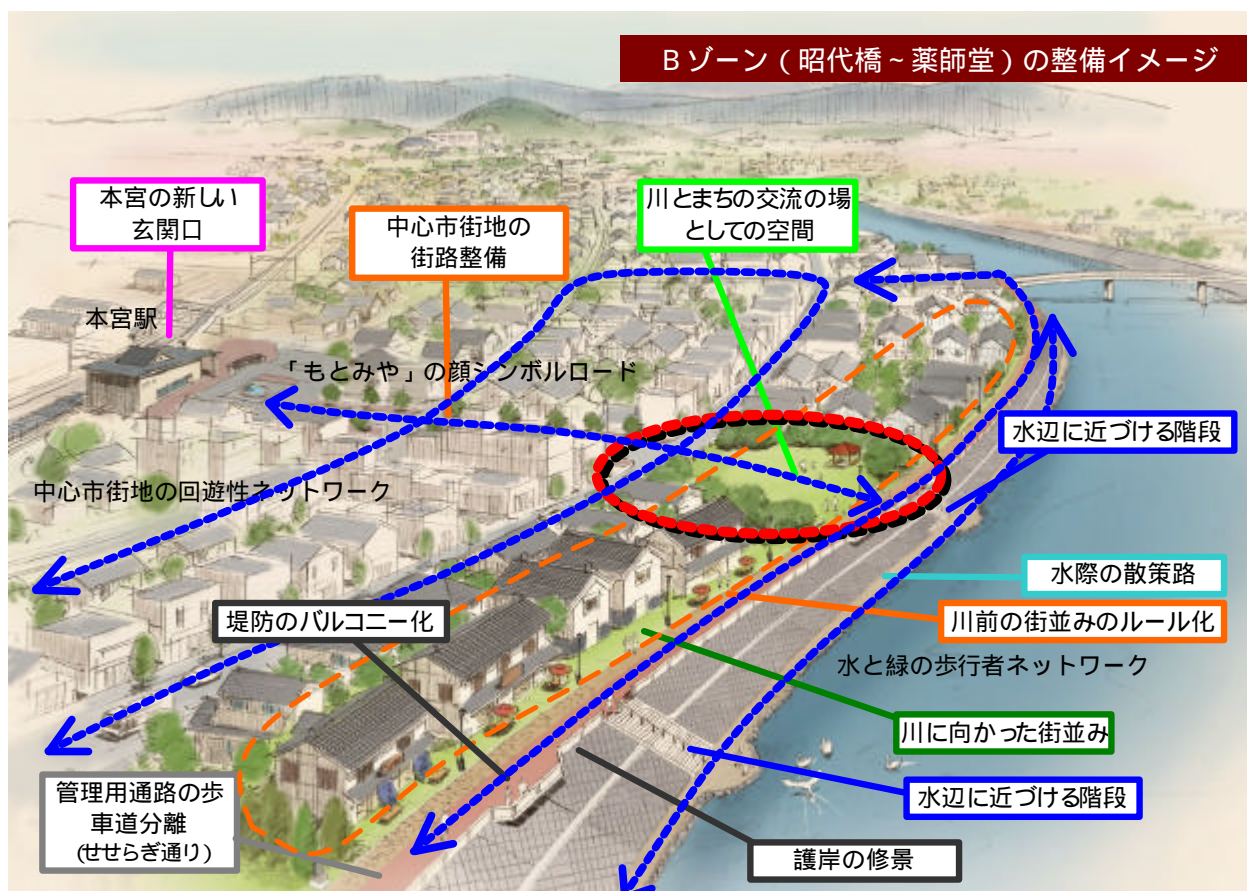 Bゾーン（昭代橋~薬師堂）の整備イメージ
本宮の新しい
玄関口
中心市街地の
街路整備
川とまちの交流の場
としての空間
本宮駅
「もとみや」の顔シンボルロード
水辺に近づける階段
中心市街地の回遊性ネットワーク
水際の散策路
堤防のバルコニー化
川前の街並みのルール化
水と緑の歩行者ネットワーク
川に向かった街並み
管理用通路の歩
車道分離
(せせらぎ通り)
水辺に近づける階段
護岸の修景